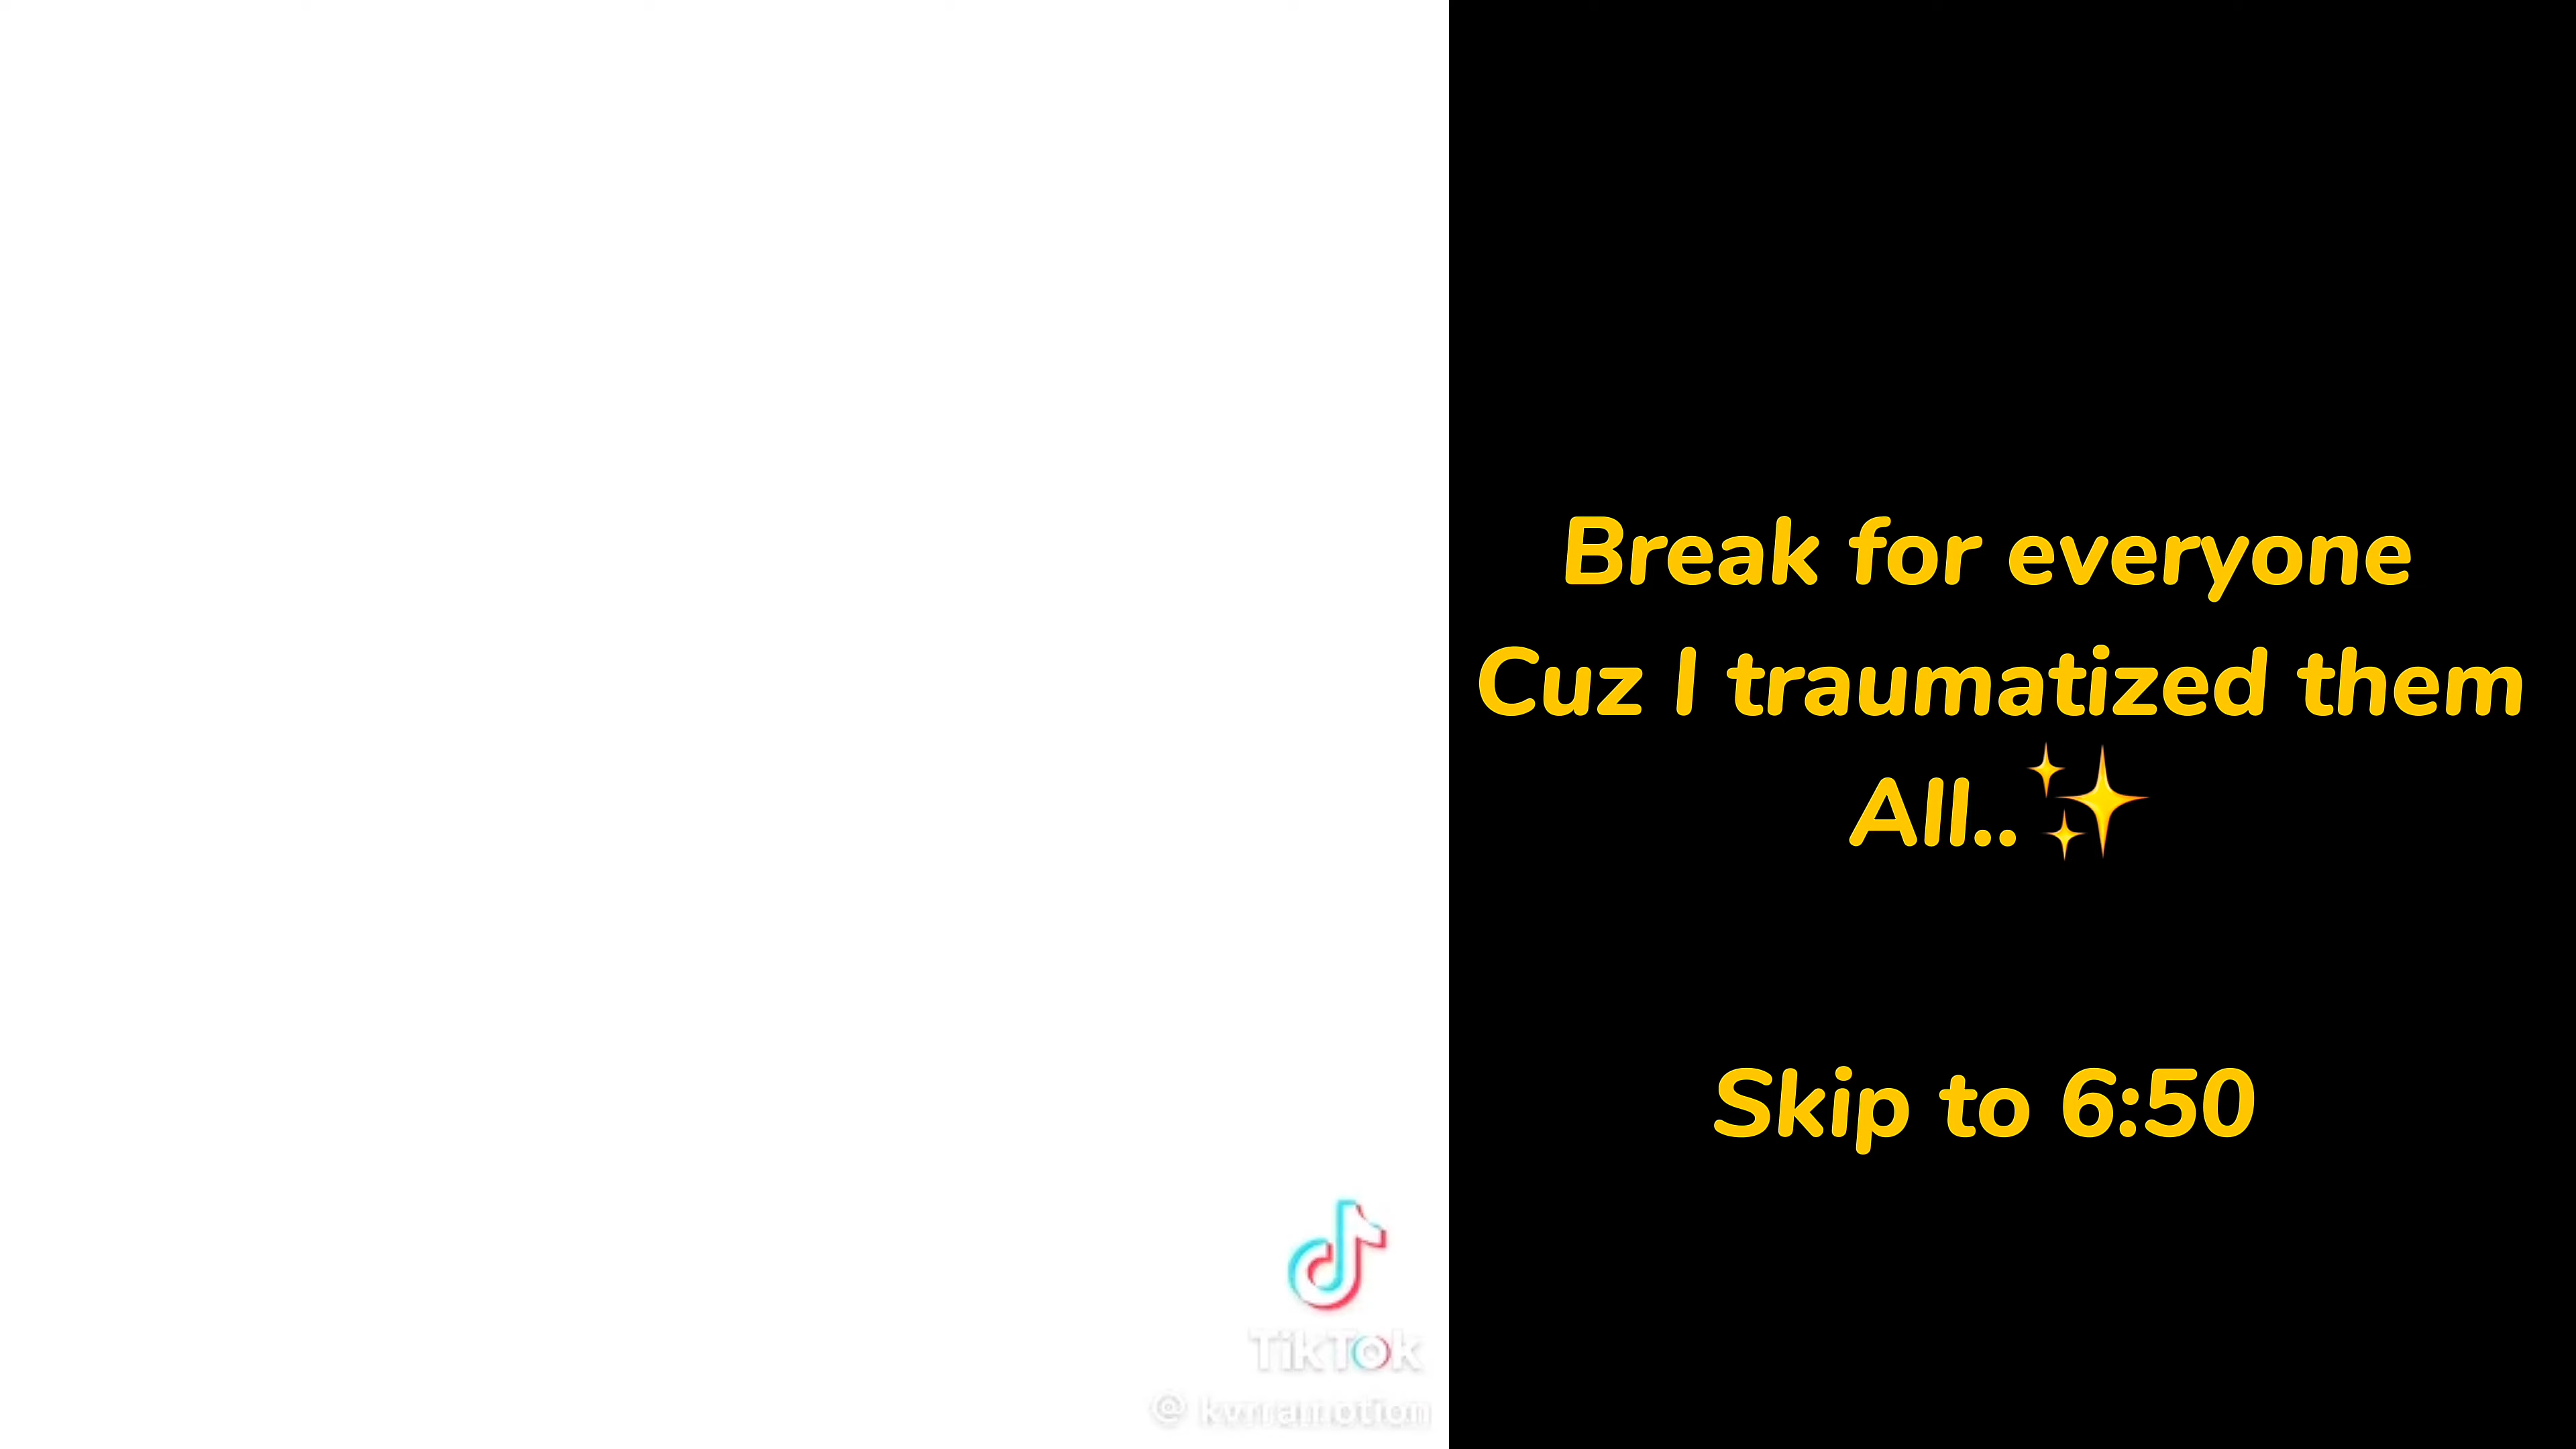 Break for everyone
Cuz I traumatized them
All..✨
Skip to 6:50
TikTok